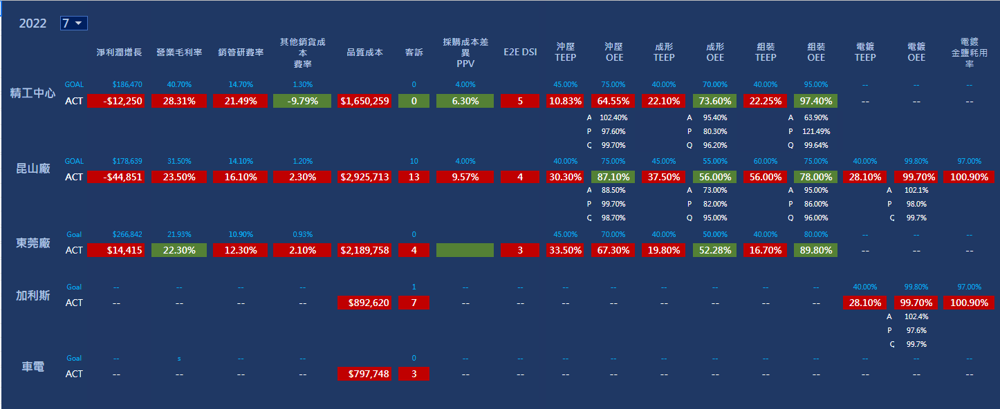 2022 7
淨利潤增長 營業毛利率 銷管研費率 其他銷貨成本費率 品質成本 客訴 採購成本差異 PPV E2E DSI 沖壓 TEEP 沖壓 OEE 成形 TEEP 成形 OEE 組裝 TEEP 組裝 OEE 電鍍 TEEP 電鍍 OEE 電鍍 金鹽耗用率
精工中心
GOAL $186,470 40.70% 14.70% 1.30% 0 4.00% 45.00% 75.00% 40.00% 70.00% 40.00% 95.00% -- -- --
ACT -$12,250 28.31% 21.49% -9.79% $1,650,259 0 6.30% 5 10.83% 64.55% 22.10% 73.60% 22.25% 97.40% -- -- --
A 102.40% A 95.40% A 63.90%
P 97.60% P 80.30% P 121.49%
Q 99.70% Q 96.20% Q 99.64%
昆山廠
GOAL $178,639 31.50% 14.10% 1.20% 10 4.00% 40.00% 75.00% 45.00% 55.00% 60.00% 75.00% 40.00% 99.80% 97.00%
ACT -$44,851 23.50% 16.10% 2.30% $2,925,713 13 9.57% 4 30.30% 87.10% 37.50% 56.00% 56.00% 78.00% 28.10% 99.70% 100.90%
A 88.50% A 73.00% A 95.00% A 102.1%
P 99.70% P 82.00% P 86.00% P 98.0%
Q 98.70% Q 95.00% Q 96.00% Q 99.7%
東莞廠
Goal $266,842 21.93% 10.90% 0.93% 0 45.00% 70.00% 40.00% 50.00% 40.00% 80.00% -- -- --
ACT $14,415 22.30% 12.30% 2.10% $2,189,758 4 3 33.50% 67.30% 19.80% 52.28% 16.70% 89.80% -- -- --
加利斯
Goal -- -- -- -- 1 -- -- -- -- -- -- -- -- 40.00% 99.80% 97.00%
ACT -- -- -- -- $892,620 7 -- -- -- -- -- -- -- -- 28.10% 99.70% 100.90%
A 102.4%
P 97.6%
Q 99.7%
車電
Goal -- s -- -- 0 -- -- -- -- -- -- -- -- -- -- --
ACT -- -- -- -- $797,748 3 -- -- -- -- -- -- -- -- -- -- --